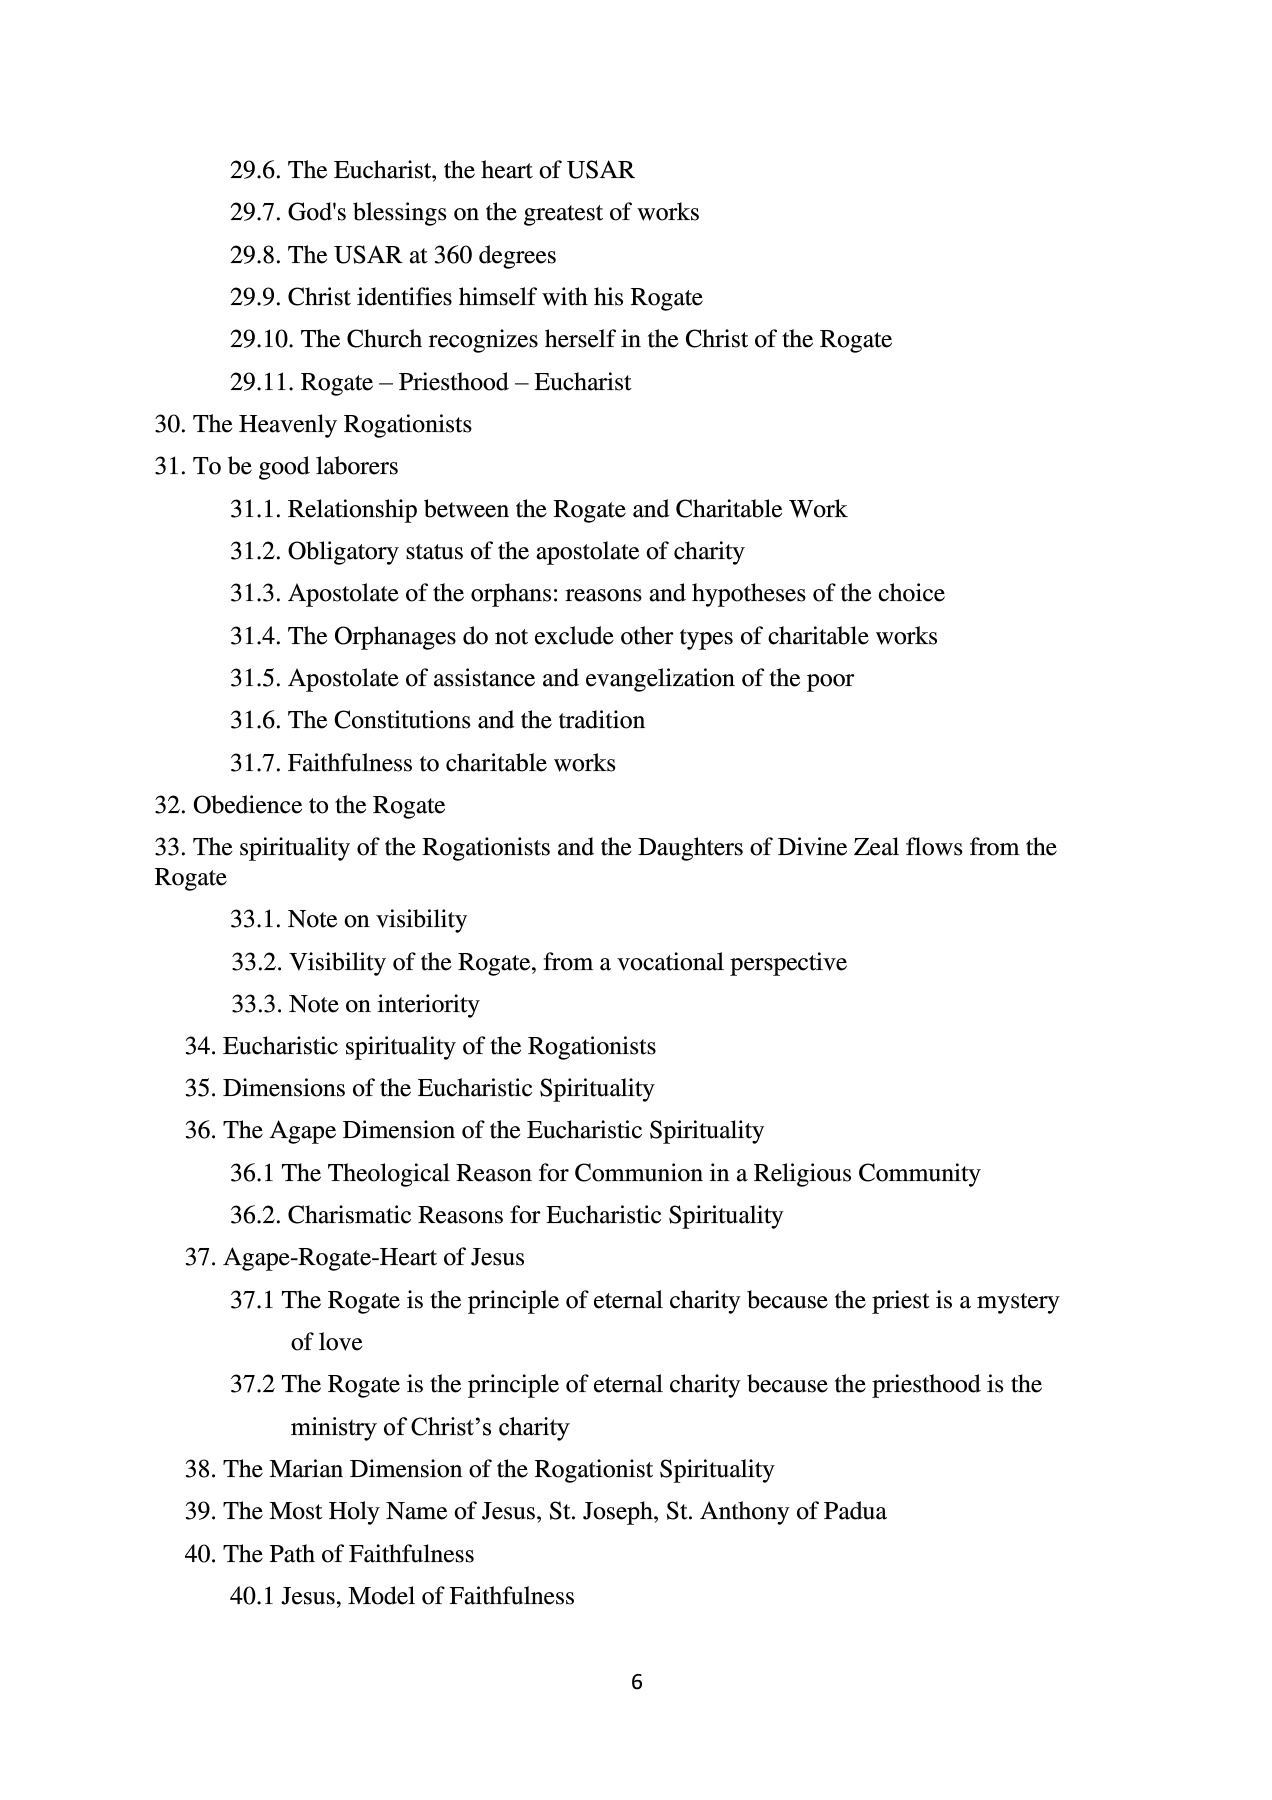 29.6. The Eucharist, the heart of USAR
29.7. God's blessings on the greatest of works
29.8. The USAR at 360 degrees
29.9. Christ identifies himself with his Rogate
29.10. The Church recognizes herself in the Christ of the Rogate
29.11. Rogate – Priesthood – Eucharist
30. The Heavenly Rogationists
31. To be good laborers
31.1. Relationship between the Rogate and Charitable Work
31.2. Obligatory status of the apostolate of charity
31.3. Apostolate of the orphans: reasons and hypotheses of the choice
31.4. The Orphanages do not exclude other types of charitable works
31.5. Apostolate of assistance and evangelization of the poor
31.6. The Constitutions and the tradition
31.7. Faithfulness to charitable works
32. Obedience to the Rogate
33. The spirituality of the Rogationists and the Daughters of Divine Zeal flows from the
Rogate
33.1. Note on visibility
33.2. Visibility of the Rogate, from a vocational perspective
33.3. Note on interiority
34. Eucharistic spirituality of the Rogationists
35. Dimensions of the Eucharistic Spirituality
36. The Agape Dimension of the Eucharistic Spirituality
36.1 The Theological Reason for Communion in a Religious Community
36.2. Charismatic Reasons for Eucharistic Spirituality
37. Agape-Rogate-Heart of Jesus
37.1 The Rogate is the principle of eternal charity because the priest is a mystery
of love
37.2 The Rogate is the principle of eternal charity because the priesthood is the
ministry of Christ’s charity
38. The Marian Dimension of the Rogationist Spirituality
39. The Most Holy Name of Jesus, St. Joseph, St. Anthony of Padua
40. The Path of Faithfulness
40.1 Jesus, Model of Faithfulness
6